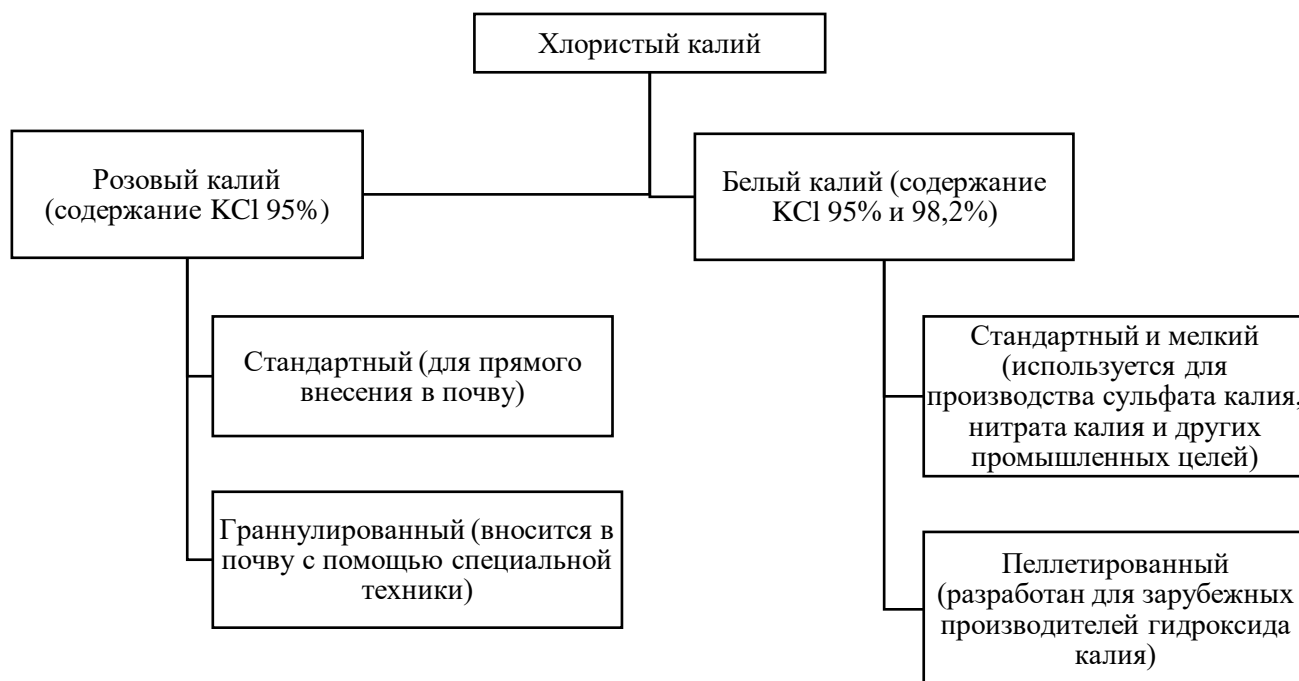 Хлористый калий
Розовый калий
(содержание KCl 95%)
Белый калий (содержание
KCl 95% и 98,2%)
Стандартный (для прямого
внесения в почву)
Граннулированный (вносится в
почву с помощью специальной
техники)
Стандартный и мелкий
(используется для
производства сульфата калия,
нитрата калия и других
промышленных целей)
Пеллетированный
(разработан для зарубежных
производителей гидроксида
калия)